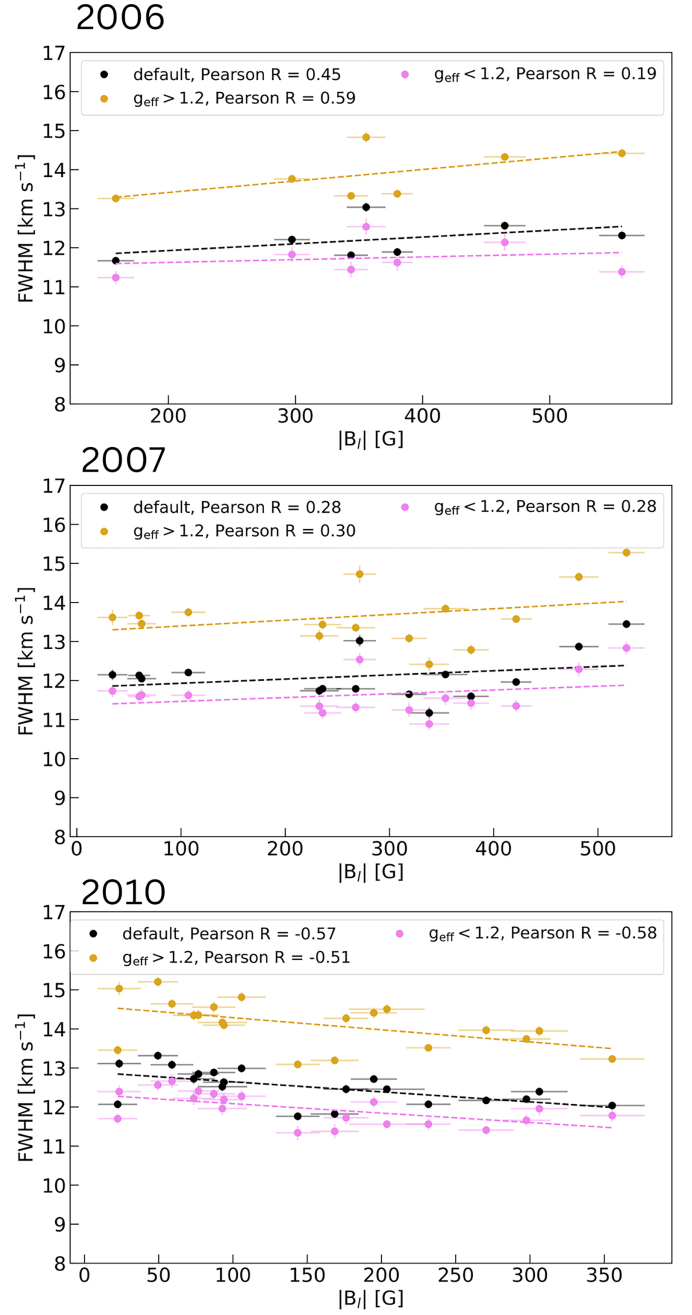 2006
17
default, Pearson R = 0.45
g_eff < 1.2, Pearson R = 0.19
g_eff > 1.2, Pearson R = 0.59
16
15
14
13
12
11
10
9
8
FWHM [km s⁻¹]
200 300 400 500
|B_l| [G]
2007
17
default, Pearson R = 0.28
g_eff < 1.2, Pearson R = 0.28
g_eff > 1.2, Pearson R = 0.30
16
15
14
13
12
11
10
9
8
FWHM [km s⁻¹]
0 100 200 300 400 500
|B_l| [G]
2010
17
default, Pearson R = -0.57
g_eff < 1.2, Pearson R = -0.58
g_eff > 1.2, Pearson R = -0.51
16
15
14
13
12
11
10
9
8
FWHM [km s⁻¹]
0 50 100 150 200 250 300 350
|B_l| [G]